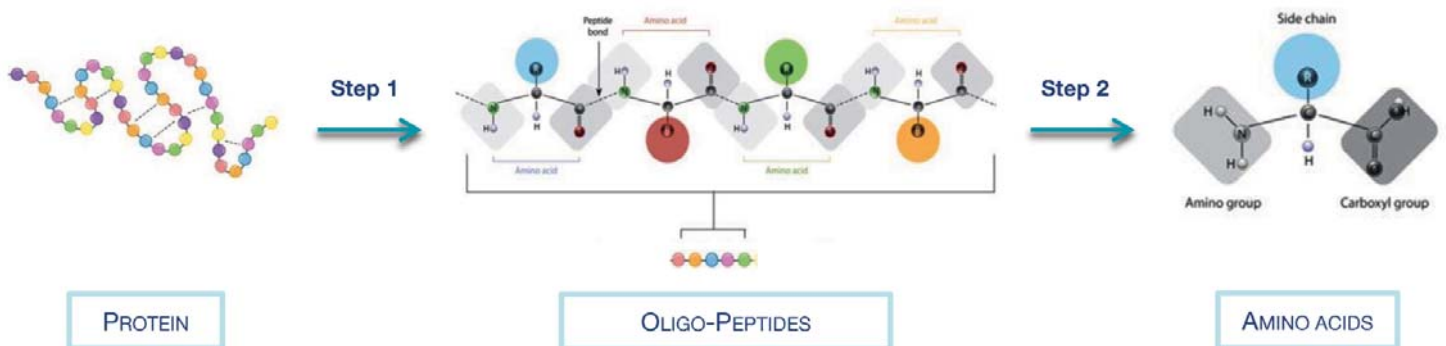 Step 1
Peptide
bond
Amino acid
Amino acid
Amino acid
Amino acid
R
H
N
H
H
C
N
H
H
N
H
R
H
N
H
Step 2
Side chain
R
H
N
H
C
H
Amino group
Carboxyl group
PROTEIN
OLIGO-PEPTIDES
AMINO ACIDS